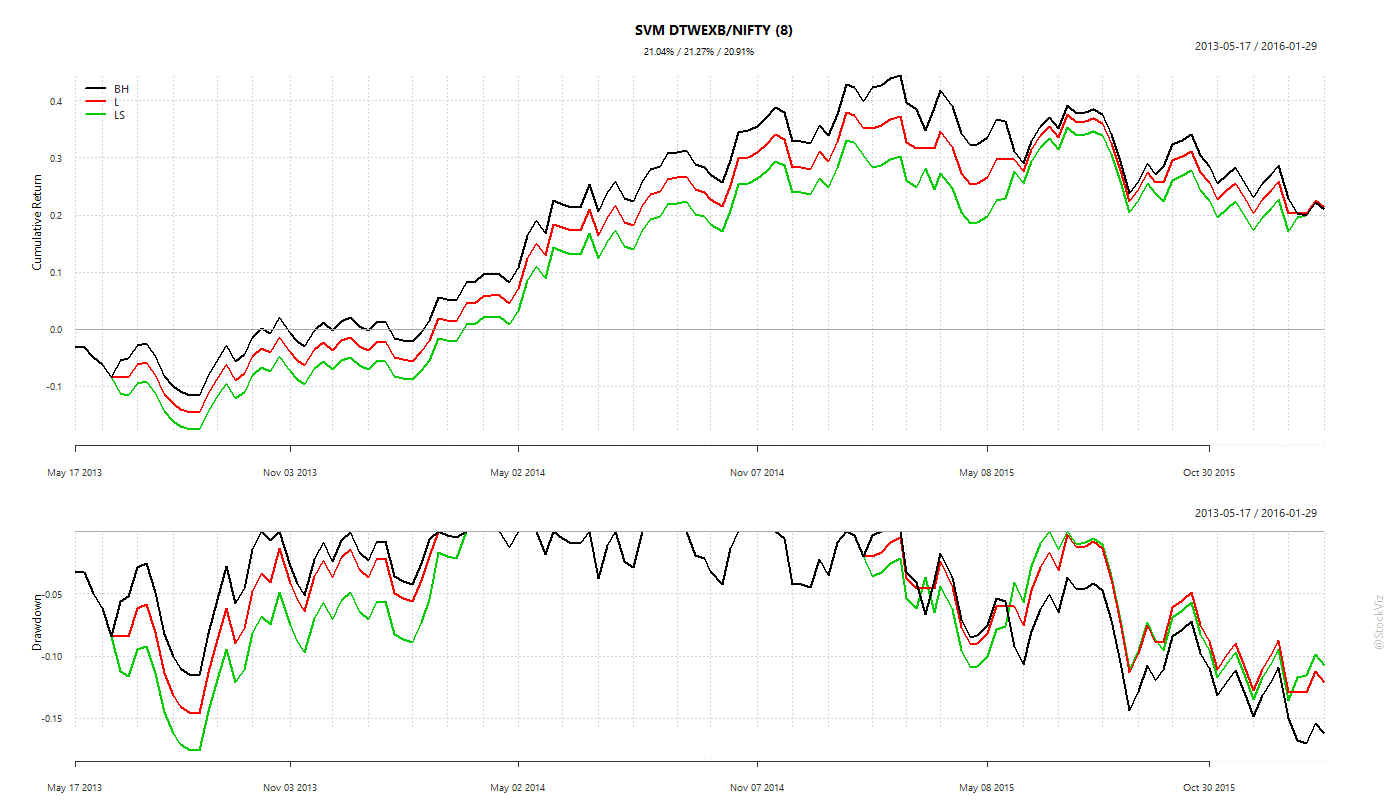 SVM DTWEXB/NIFTY (8)
21.04% / 21.27% / 20.91%
2013-05-17 / 2016-01-29
BH
L
LS
Cumulative Return
0.4
0.3
0.2
0.1
0.0
-0.1
May 17 2013 Nov 03 2013 May 02 2014 Nov 07 2014 May 08 2015 Oct 30 2015
2013-05-17 / 2016-01-29
Drawdown
-0.05
-0.10
-0.15
May 17 2013 Nov 03 2013 May 02 2014 Nov 07 2014 May 08 2015 Oct 30 2015
@StockViz